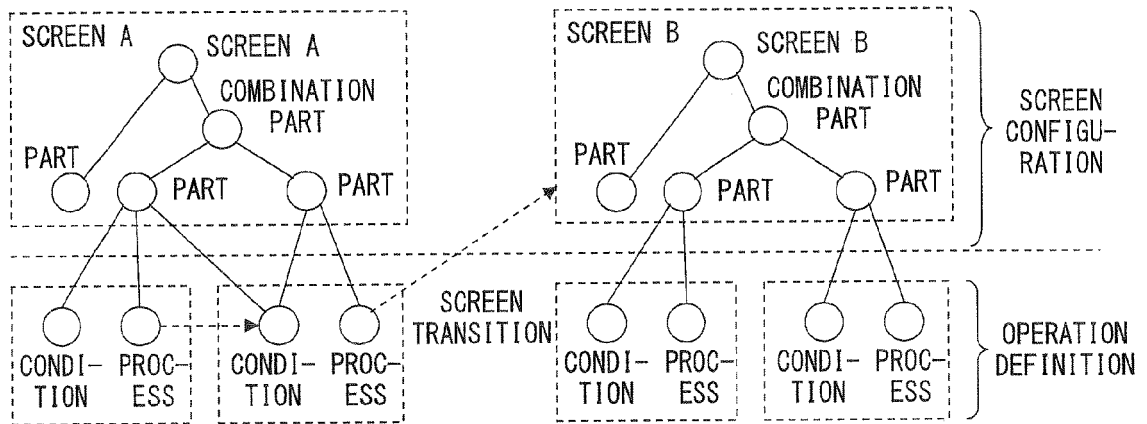 SCREEN A
SCREEN A
COMBINATION
PART
PART
PART
PART
SCREEN B
SCREEN B
COMBINATION
PART
PART
PART
PART
SCREEN
CONFIGU-
RATION
CONDI-
TION
PROC-
ESS
CONDI-
TION
PROC-
ESS
SCREEN
TRANSITION
CONDI-
TION
PROC-
ESS
CONDI-
TION
PROC-
ESS
OPERATION
DEFINITION